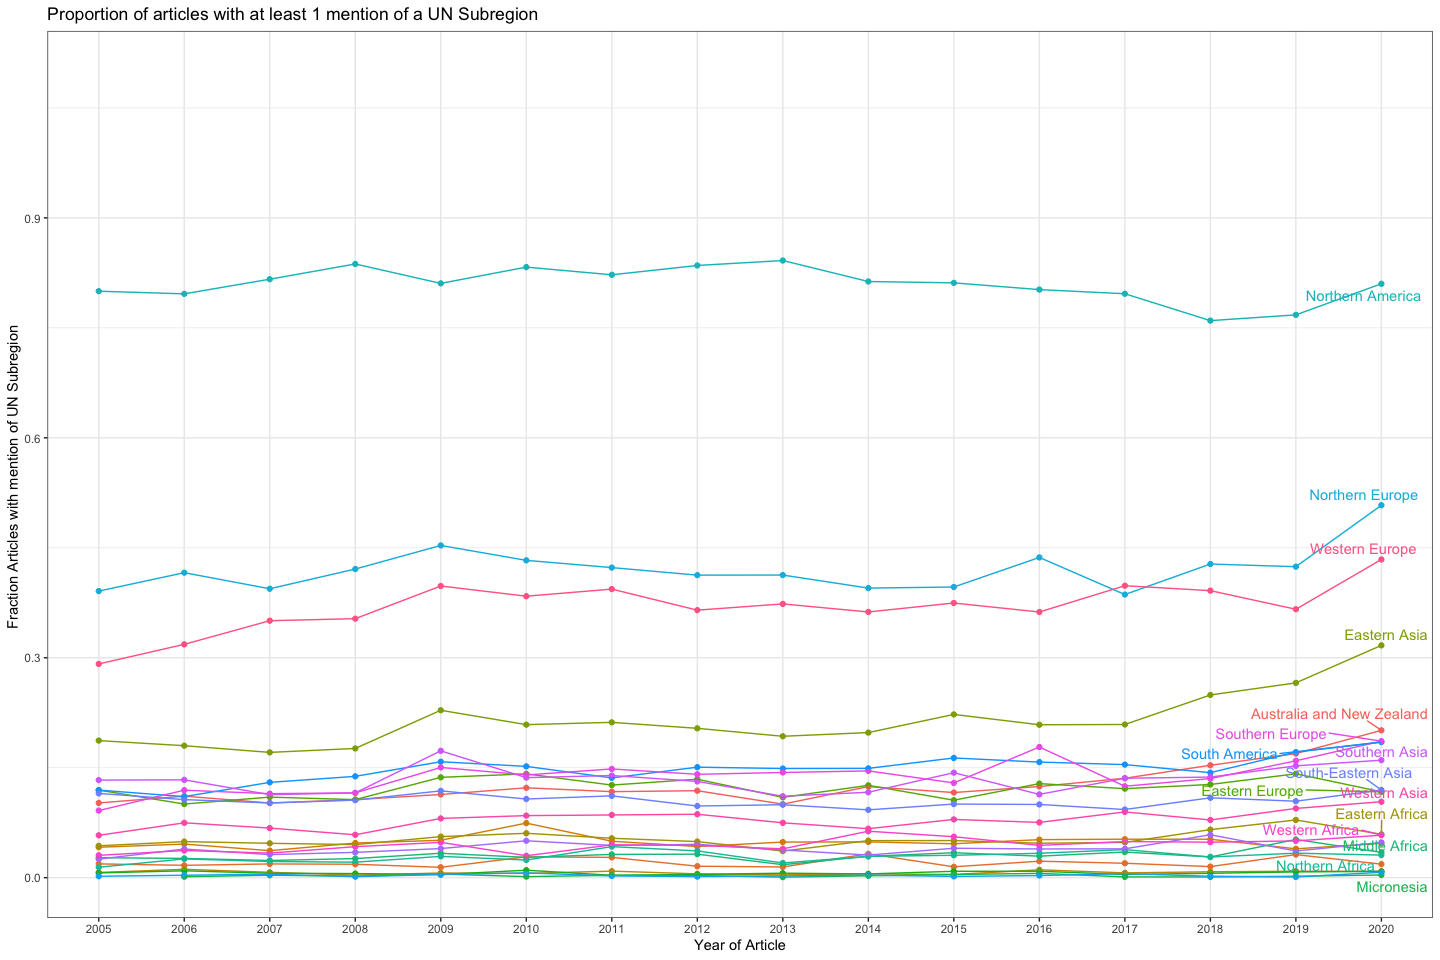 Proportion of articles with at least 1 mention of a UN Subregion
Fraction Articles with mention of UN Subregion
0.9
0.6
0.3
0.0
Northern America
Northern Europe
Western Europe
Eastern Asia
Australia and New Zealand
Southern Europe
South America
Southern Asia
South-Eastern Asia
Eastern Europe
Western Asia
Eastern Africa
Western Africa
Middle Africa
Northern Africa
Micronesia
2005 2006 2007 2008 2009 2010 2011 2012 2013 2014 2015 2016 2017 2018 2019 2020
Year of Article